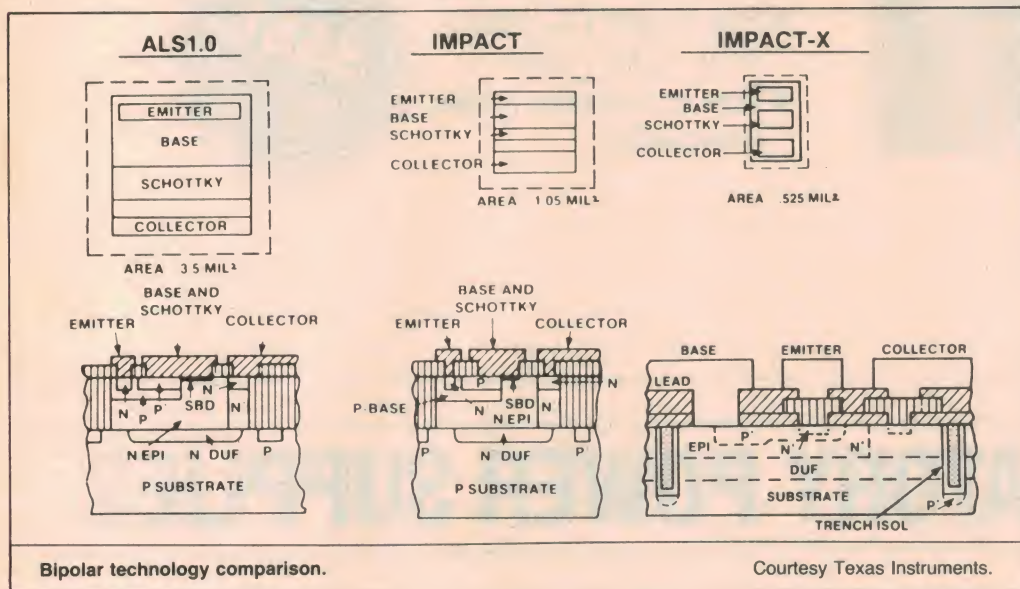 ALS1.0
EMITTER
BASE
SCHOTTKY
COLLECTOR
AREA 3.5 MIL²
IMPACT
EMITTER
BASE
SCHOTTKY
COLLECTOR
AREA 1.05 MIL²
IMPACT-X
EMITTER
BASE
SCHOTTKY
COLLECTOR
AREA .525 MIL²
BASE AND
SCHOTTKY
EMITTER
COLLECTOR
N
P
P
SBD
N
N
N EPI
N DUF
P
P SUBSTRATE
BASE AND
SCHOTTKY
EMITTER
COLLECTOR
P-BASE
P
N
SBD
N
N
N EPI
P
N DUF
P
P SUBSTRATE
BASE
EMITTER
COLLECTOR
LEAD
EPI
P
N
N
DUF
SUBSTRATE
P
TRENCH ISOL
Bipolar technology comparison.
Courtesy Texas Instruments.